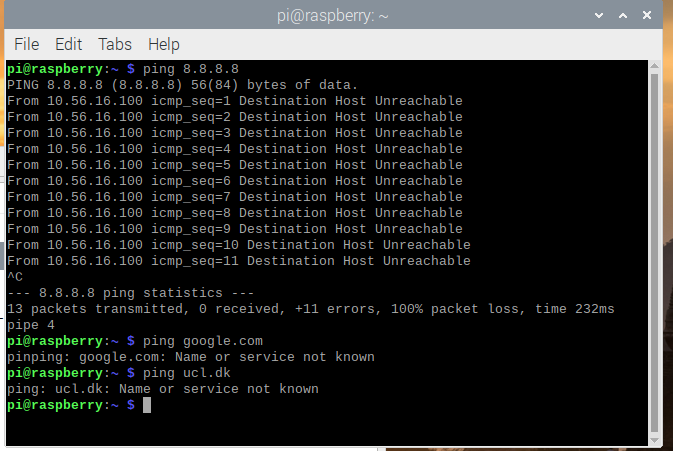 pi@raspberry: ~
File Edit Tabs Help
pi@raspberry:~ $ ping 8.8.8.8
PING 8.8.8.8 (8.8.8.8) 56(84) bytes of data.
From 10.56.16.100 icmp_seq=1 Destination Host Unreachable
From 10.56.16.100 icmp_seq=2 Destination Host Unreachable
From 10.56.16.100 icmp_seq=3 Destination Host Unreachable
From 10.56.16.100 icmp_seq=4 Destination Host Unreachable
From 10.56.16.100 icmp_seq=5 Destination Host Unreachable
From 10.56.16.100 icmp_seq=6 Destination Host Unreachable
From 10.56.16.100 icmp_seq=7 Destination Host Unreachable
From 10.56.16.100 icmp_seq=8 Destination Host Unreachable
From 10.56.16.100 icmp_seq=9 Destination Host Unreachable
From 10.56.16.100 icmp_seq=10 Destination Host Unreachable
From 10.56.16.100 icmp_seq=11 Destination Host Unreachable
^C
--- 8.8.8.8 ping statistics ---
13 packets transmitted, 0 received, +11 errors, 100% packet loss, time 232ms
pipe 4
pi@raspberry:~ $ ping google.com
pinping: google.com: Name or service not known
pi@raspberry:~ $ ping ucl.dk
ping: ucl.dk: Name or service not known
pi@raspberry:~ $